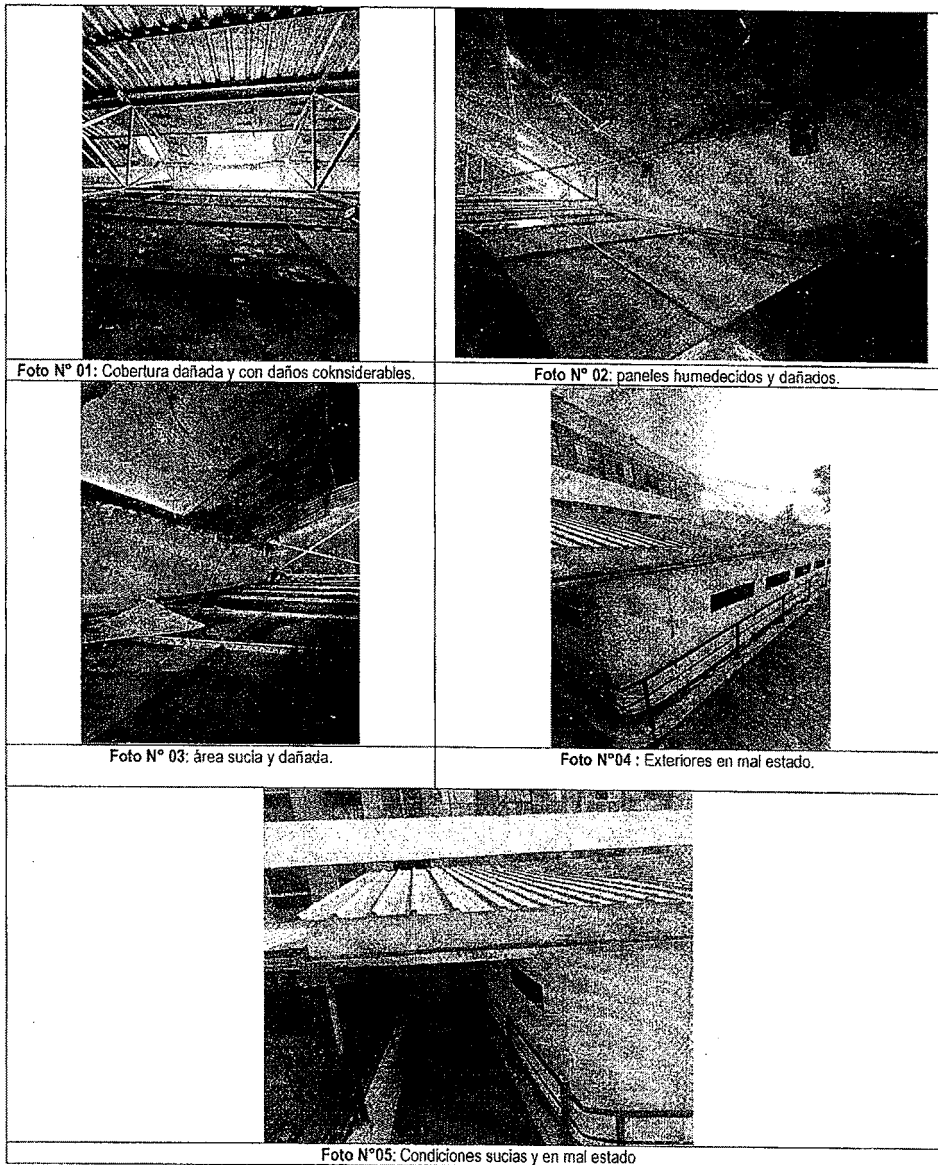 Foto N° 01: Cobertura dañada y con daños coknsiderables.
Foto N° 02: paneles humedecidos y dañados.
Foto N° 03: área sucia y dañada.
Foto N°04 : Exteriores en mal estado.
Foto N°05: Condiciones sucias y en mal estado